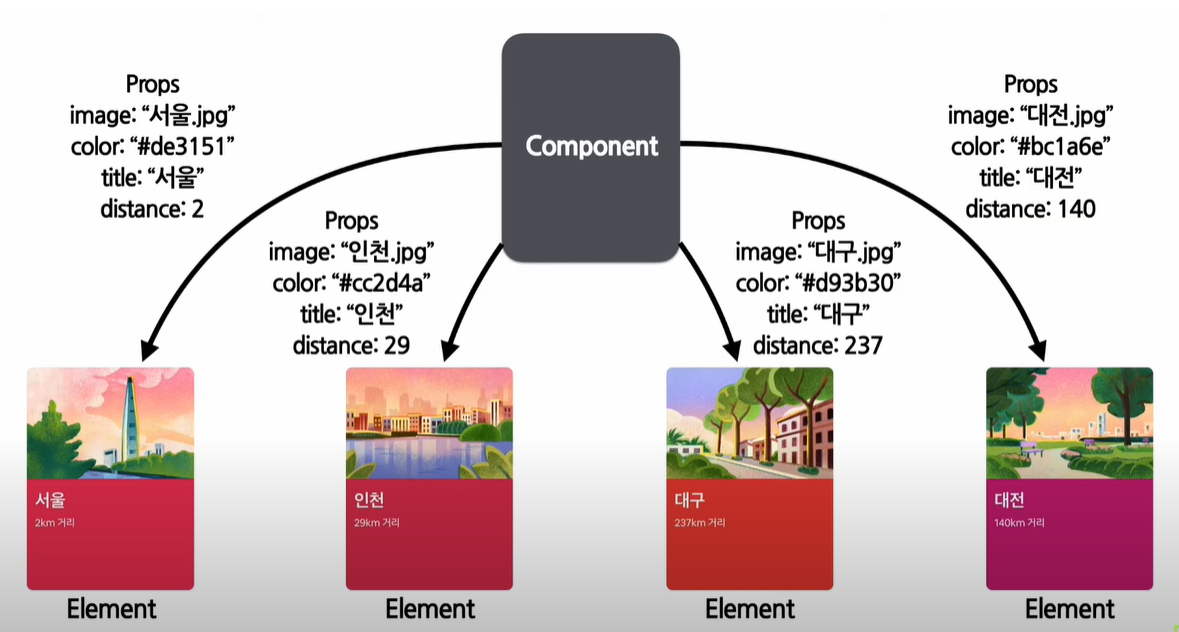 Component
Props
image: “서울.jpg”
color: “#de3151”
title: “서울”
distance: 2
Props
image: “인천.jpg”
color: “#cc2d4a”
title: “인천”
distance: 29
Props
image: “대구.jpg”
color: “#d93b30”
title: “대구”
distance: 237
Props
image: “대전.jpg”
color: “#bc1a6e”
title: “대전”
distance: 140
서울
2km 거리
Element
인천
29km 거리
Element
대구
237km 거리
Element
대전
140km 거리
Element